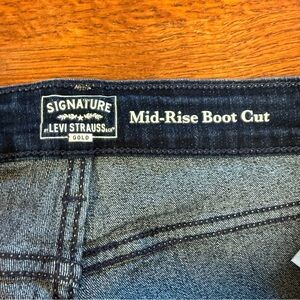 SIGNATURE
BY LEVI STRAUSS & CO.
GOLD
Mid-Rise Boot Cut